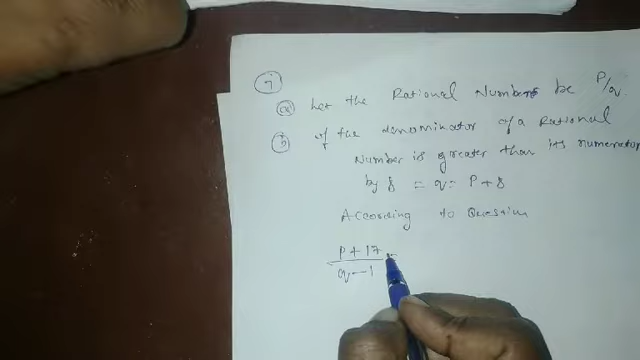 7
(a) Let the Rational Numbers be P/q.
If the denominator of a Rational
Number is greater than its numerator
by 8 = q = P + 8
According to Quesion
P + 17
q - 1